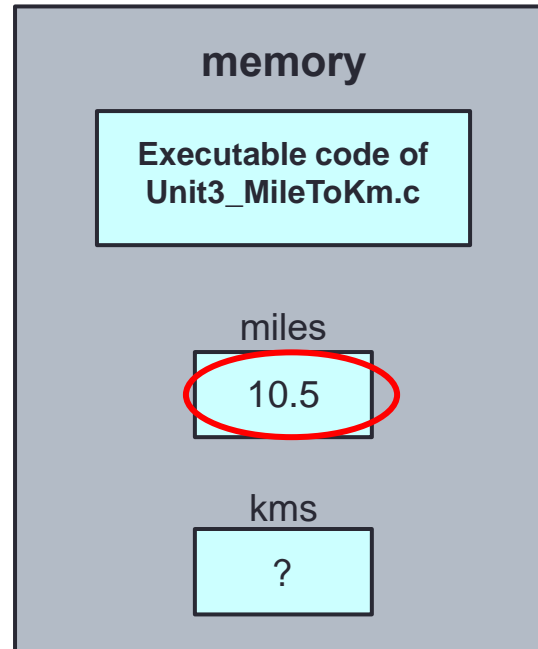 memory
Executable code of
Unit3_MileToKm.c
miles
10.5
kms
?